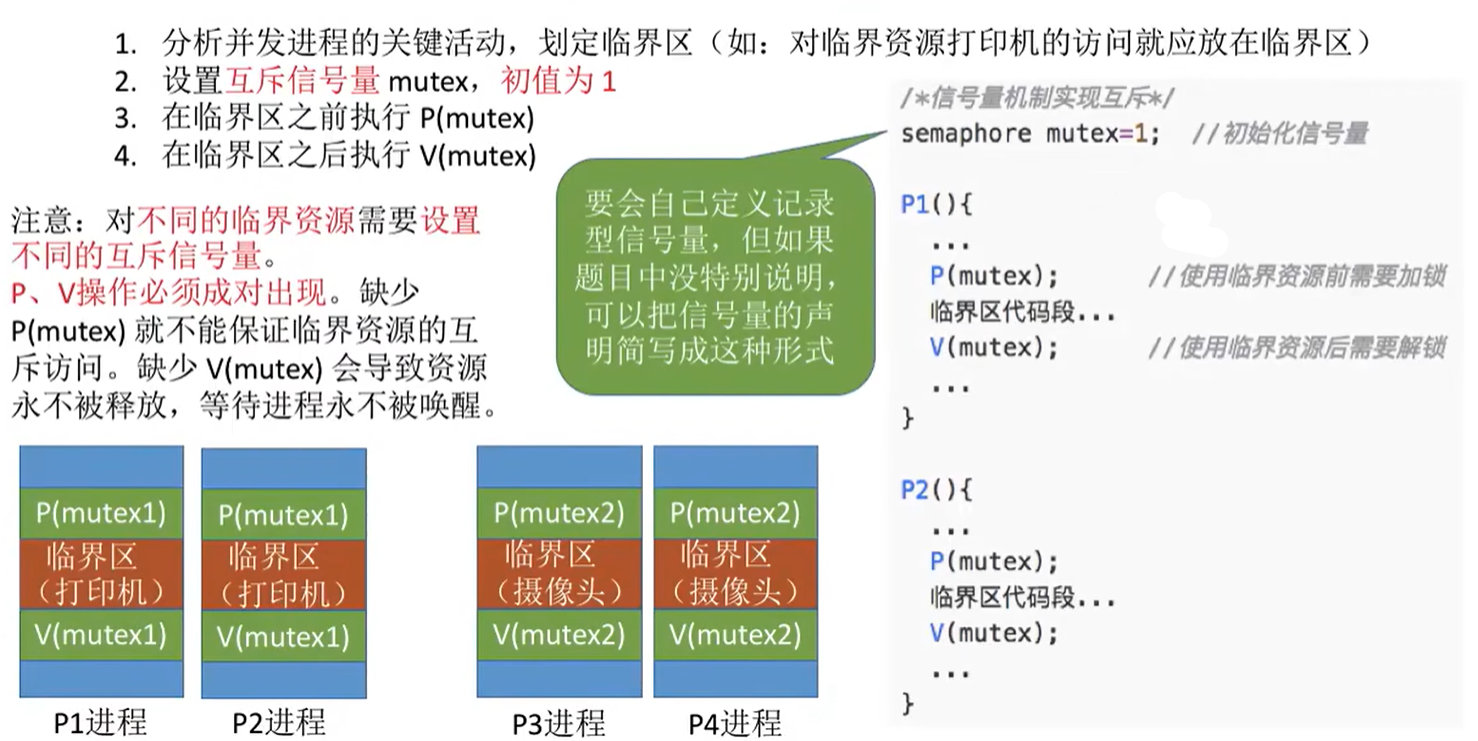 1. 分析并发进程的关键活动，划定临界区（如：对临界资源打印机的访问就应放在临界区）
2. 设置互斥信号量 mutex，初值为 1
3. 在临界区之前执行 P(mutex)
4. 在临界区之后执行 V(mutex)
注意：对不同的临界资源需要设置
不同的互斥信号量。
P、V操作必须成对出现。缺少
P(mutex) 就不能保证临界资源的互
斥访问。缺少 V(mutex) 会导致资源
永不被释放，等待进程永不被唤醒。
要会自己定义记录
型信号量，但如果
题目中没特别说明，
可以把信号量的声
明简写成这种形式
/*信号量机制实现互斥*/
semaphore mutex=1; //初始化信号量
P1(){
...
P(mutex); //使用临界资源前需要加锁
临界区代码段...
V(mutex); //使用临界资源后需要解锁
...
}
P2(){
...
P(mutex);
临界区代码段...
V(mutex);
...
}
P(mutex1)
临界区
（打印机）
V(mutex1)
P1进程
P(mutex1)
临界区
（打印机）
V(mutex1)
P2进程
P(mutex2)
临界区
（摄像头）
V(mutex2)
P3进程
P(mutex2)
临界区
（摄像头）
V(mutex2)
P4进程